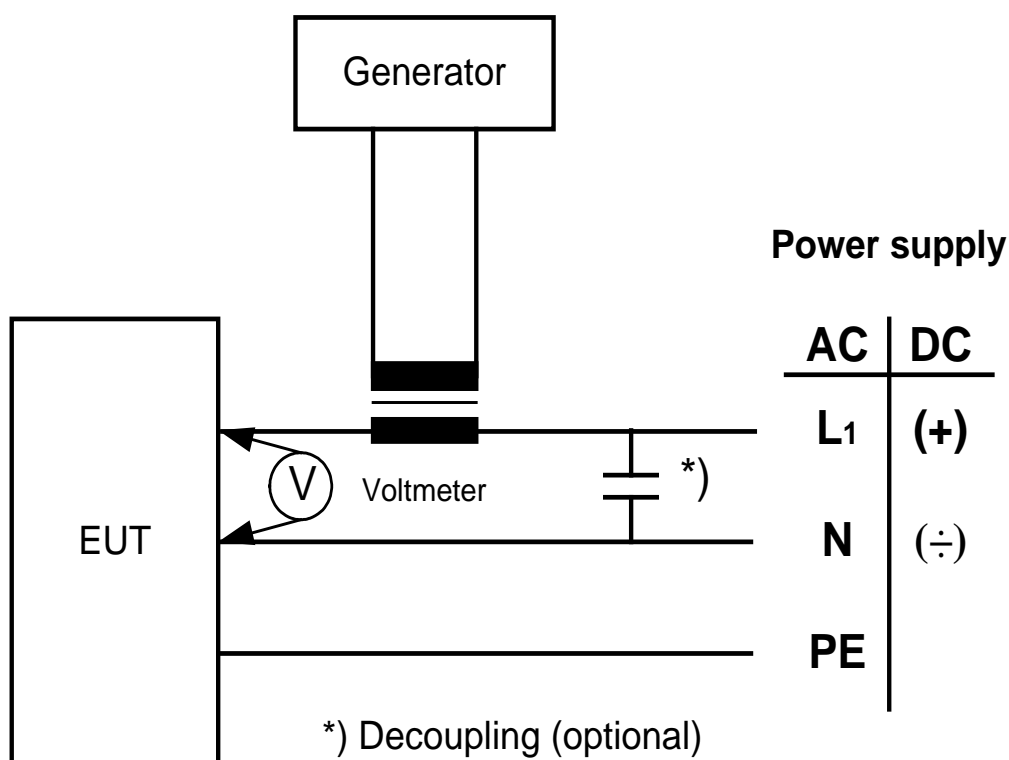 Generator
Power supply
AC DC
L1 (+)
*)
V Voltmeter
EUT
N (÷)
PE
*) Decoupling (optional)